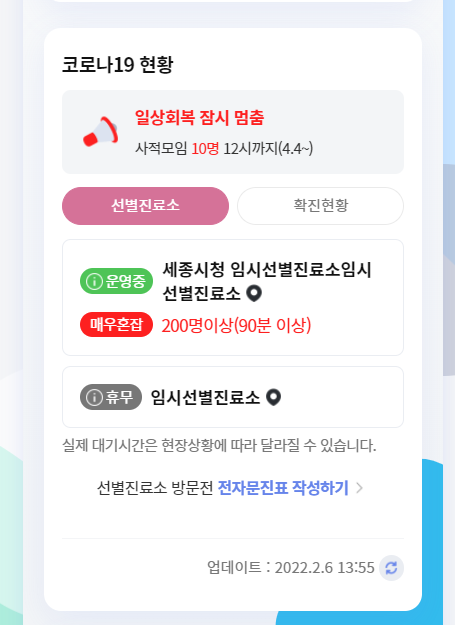 코로나19 현황
일상회복 잠시 멈춤
사적모임 10명 12시까지(4.4~)
선별진료소 확진현황
운영중 세종시청 임시선별진료소임시
선별진료소
매우혼잡 200명이상(90분 이상)
휴무 임시선별진료소
실제 대기시간은 현장상황에 따라 달라질 수 있습니다.
선별진료소 방문전 전자문진표 작성하기
업데이트 : 2022.2.6 13:55